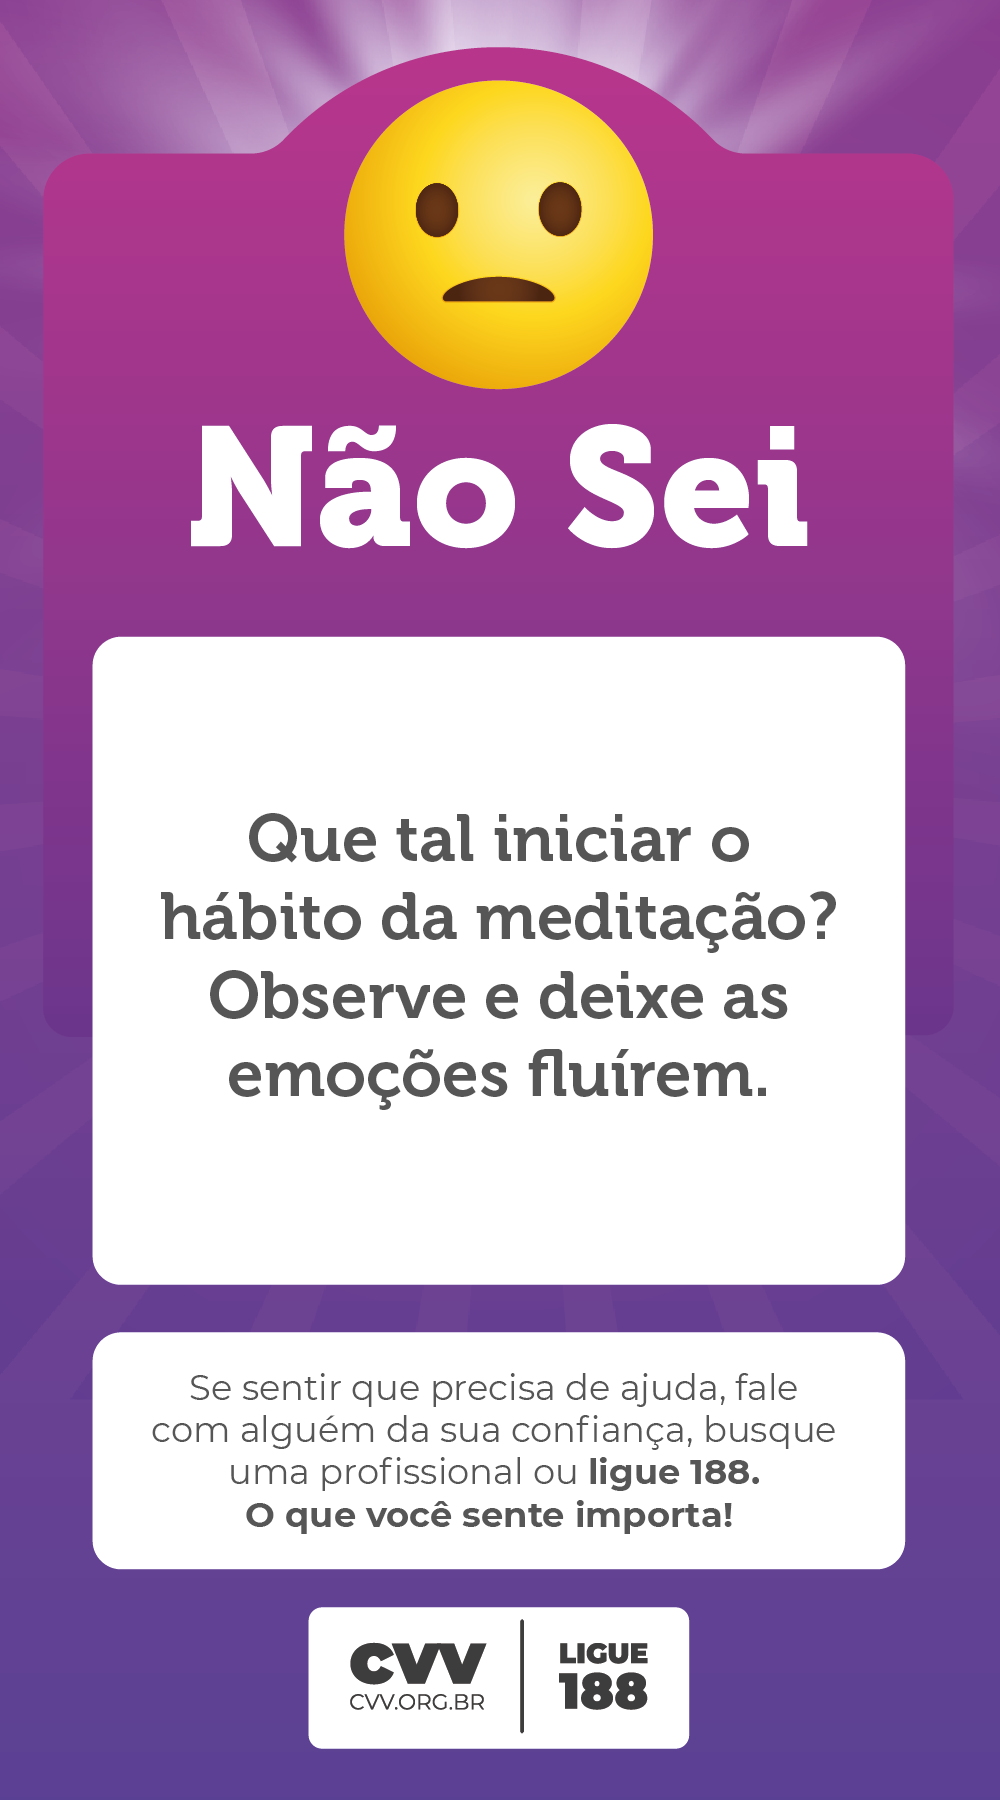 Não Sei
Que tal iniciar o
hábito da meditação?
Observe e deixe as
emoções fluírem.
Se sentir que precisa de ajuda, fale
com alguém da sua confiança, busque
uma profissional ou ligue 188.
O que você sente importa!
CVV
CVV.ORG.BR
LIGUE
188